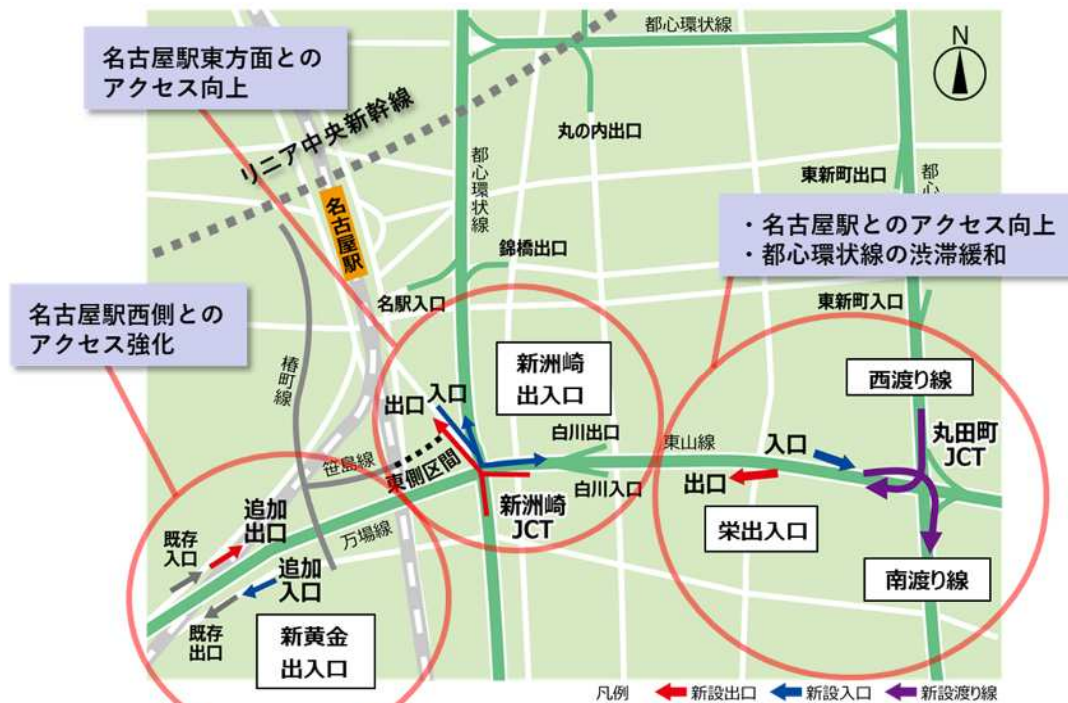 名古屋駅東方面との
アクセス向上
都心環状線
N
リニア中央新幹線
丸の内出口
都心環状線
東新町出口
都心
名古屋駅
・名古屋駅とのアクセス向上
・都心環状線の渋滞緩和
錦橋出口
名駅入口
東新町入口
名古屋駅西側との
アクセス強化
椿町線
新洲崎
出入口
西渡り線
入口
出口
白川出口
東山線
入口
丸田町
JCT
笹島線
東側区間
出口
白川入口
新洲崎
JCT
栄出入口
追加
出口
万場線
既存
入口
追加
入口
南渡り線
既存
出口
新黄金
出入口
凡例
新設出口
新設入口
新設渡り線